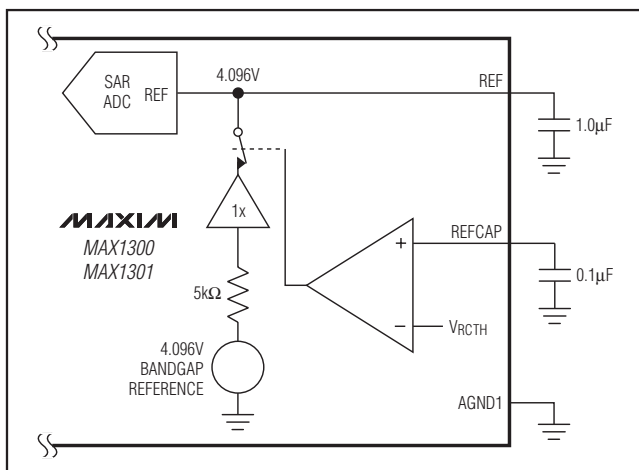 SAR
ADC
REF
4.096V
REF
1.0µF
1x
MAXIM
MAX1300
MAX1301
REFCAP
+
0.1µF
5kΩ
−
VRCTH
4.096V
BANDGAP
REFERENCE
AGND1